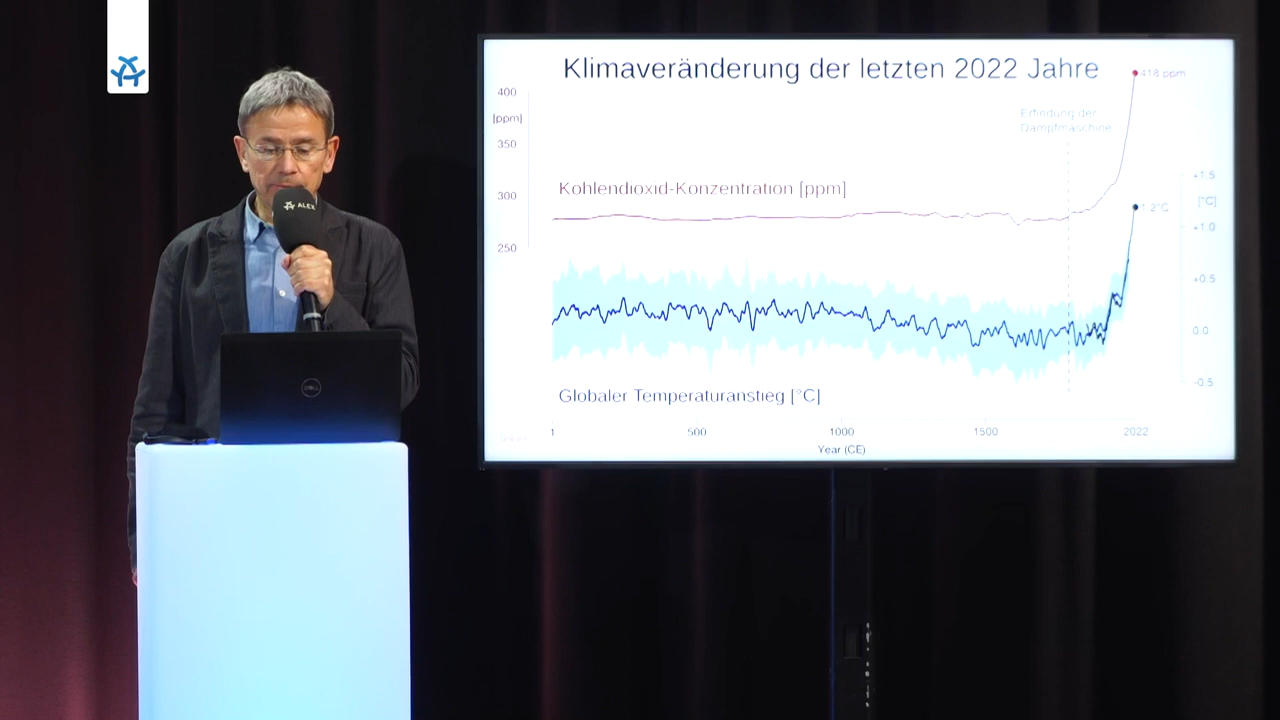 Klimaveränderung der letzten 2022 Jahre
418 ppm
400
[ppm]
350
300
250
Erfindung der
Dampfmaschine
Kohlendioxid-Konzentration [ppm]
+1.5
[°C]
+1.0
+0.5
0.0
-0.5
1.2°C
Globaler Temperaturanstieg [°C]
1 500 1000 1500 2022
Year (CE)
ALEX
DELL